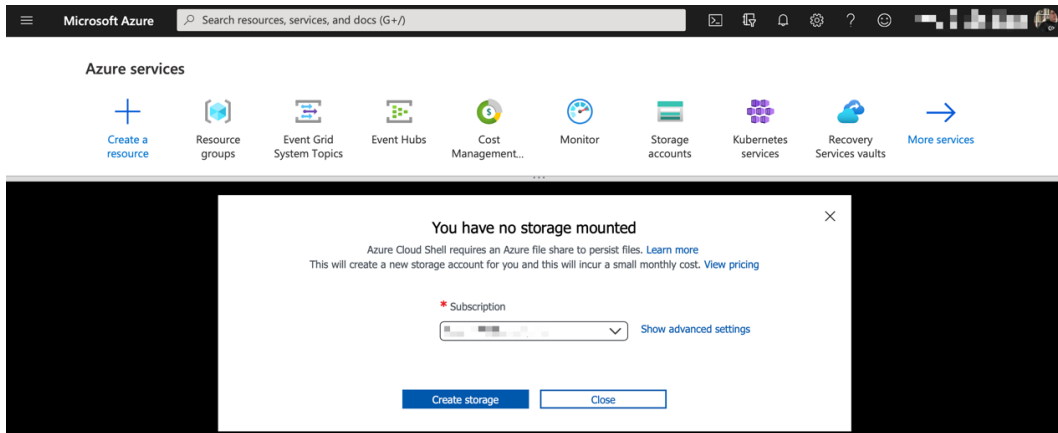 Microsoft Azure
Search resources, services, and docs (G+/)
Azure services
Create a
resource
Resource
groups
Event Grid
System Topics
Event Hubs
Cost
Management...
Monitor
Storage
accounts
Kubernetes
services
Recovery
Services vaults
More services
You have no storage mounted
Azure Cloud Shell requires an Azure file share to persist files. Learn more
This will create a new storage account for you and this will incur a small monthly cost. View pricing
* Subscription
Show advanced settings
Create storage
Close